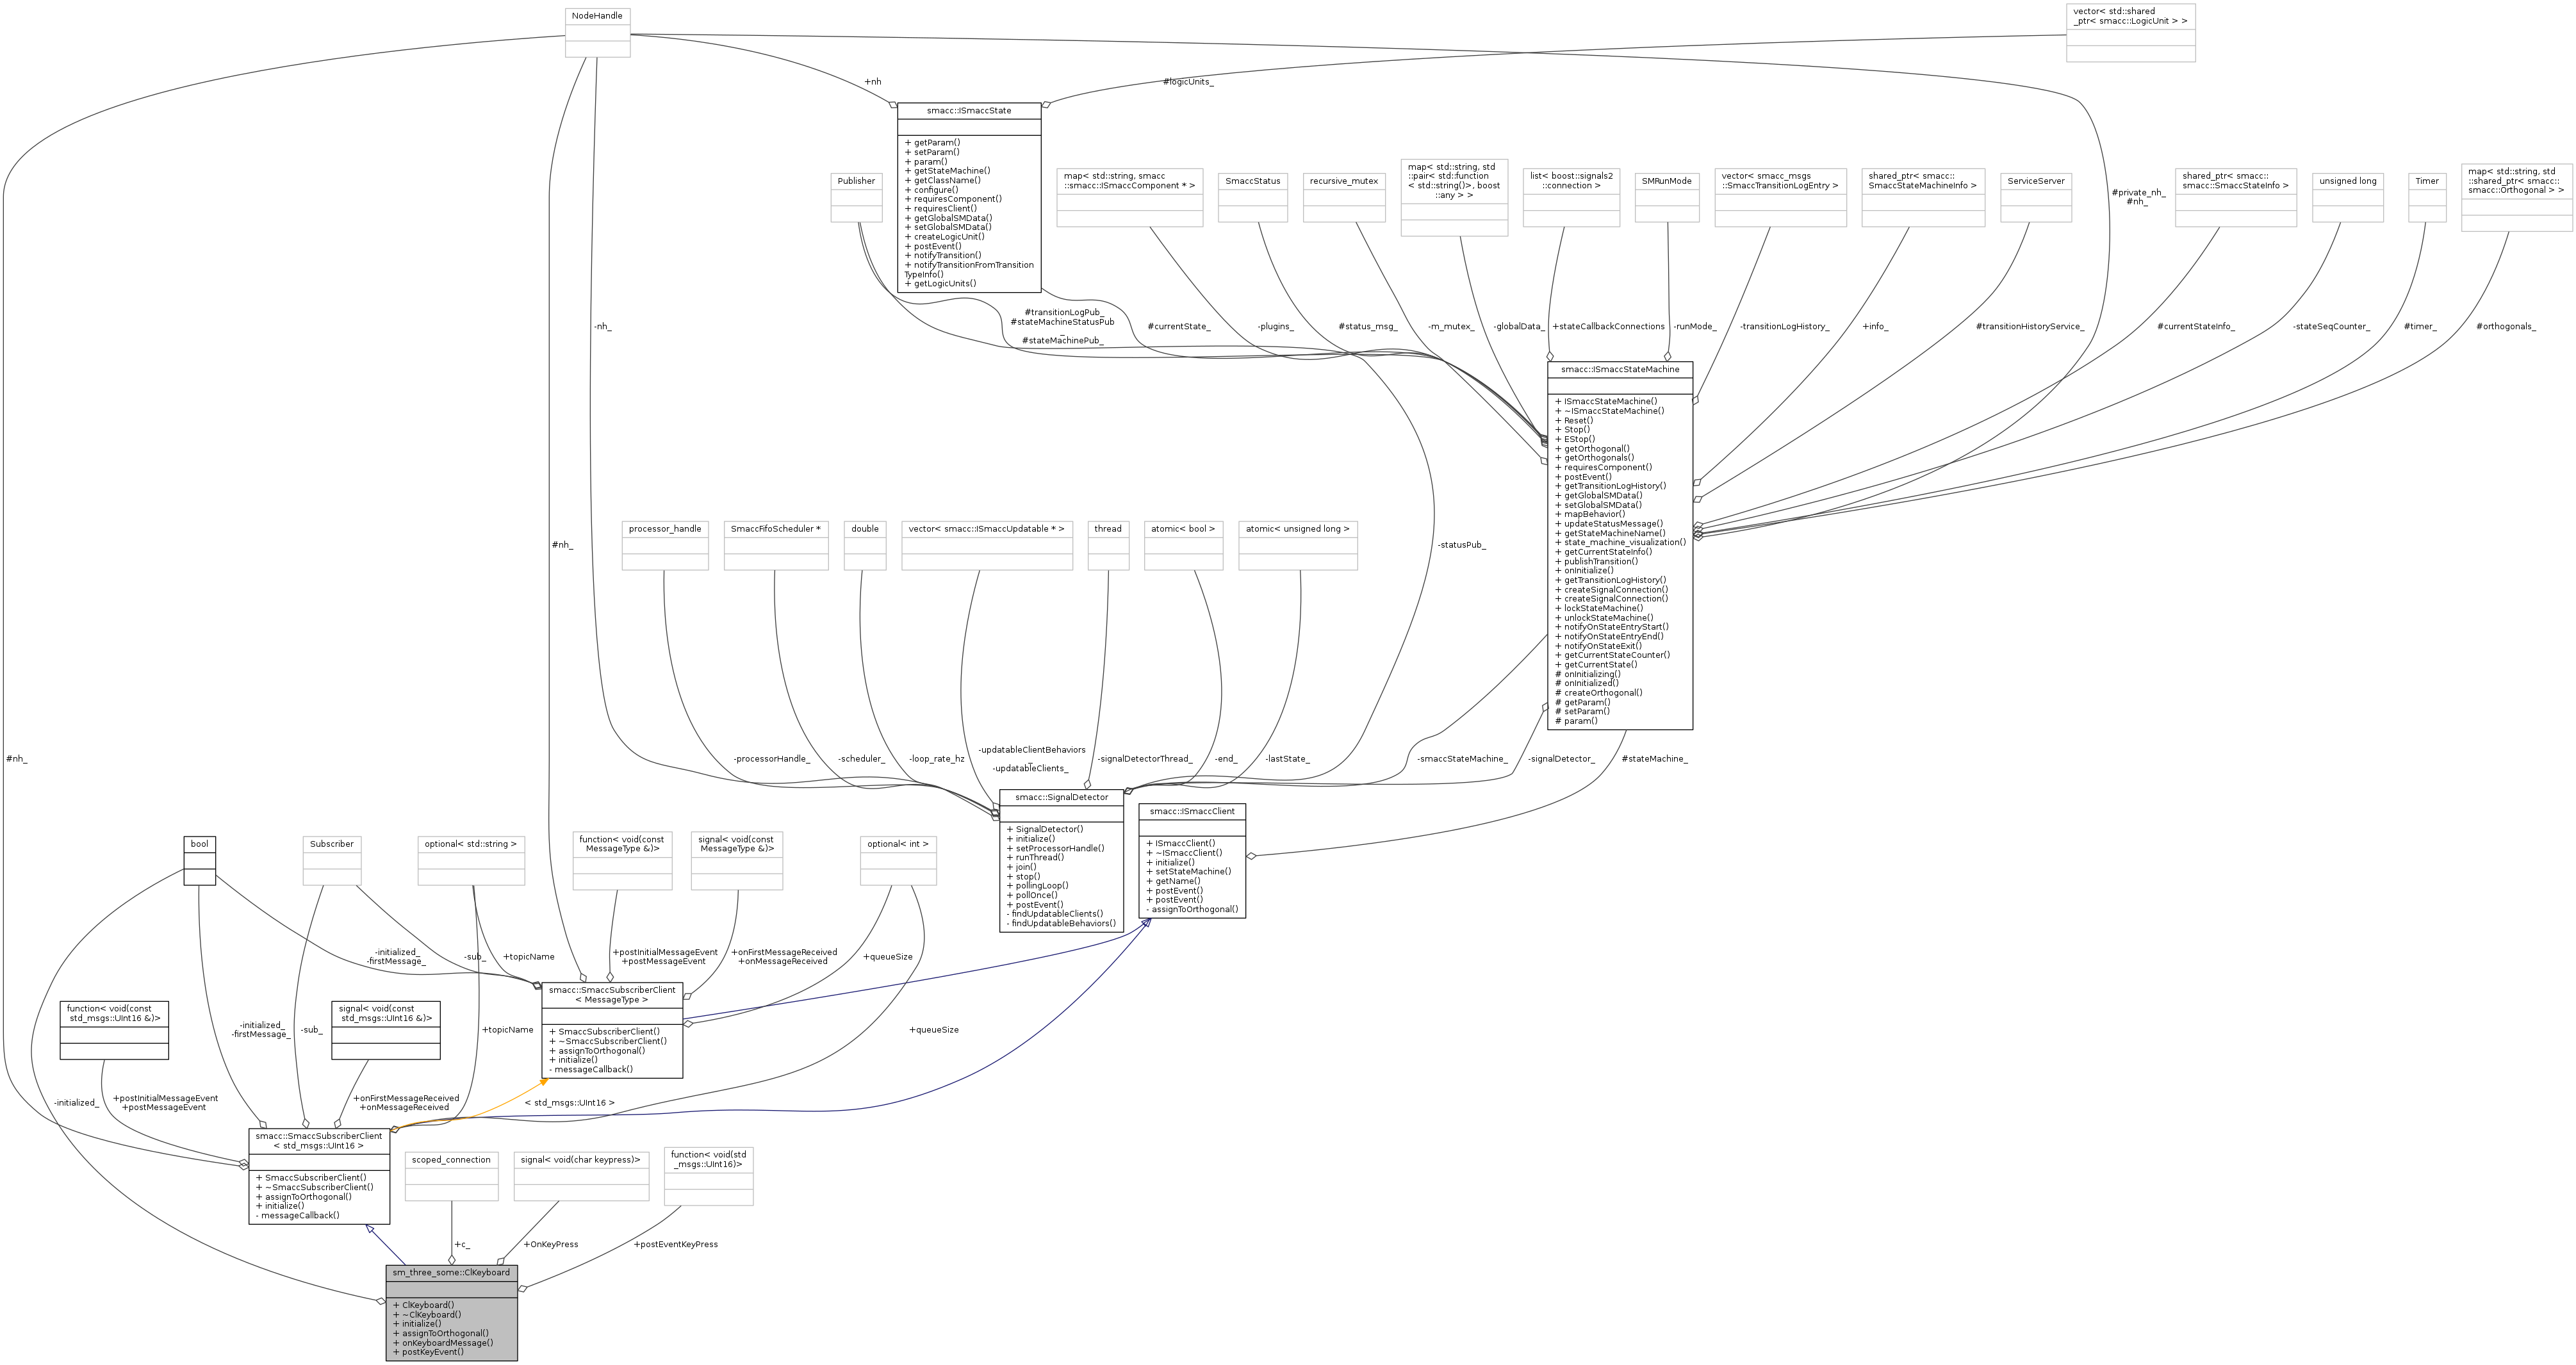 NodeHandle
vector< std::shared
_ptr< smacc::LogicUnit > >
+nh
#logicUnits_
smacc::ISmaccState
+ getParam()
+ setParam()
+ param()
+ getStateMachine()
+ getClassName()
+ configure()
+ requiresComponent()
+ requiresClient()
+ getGlobalSMData()
+ setGlobalSMData()
+ createLogicUnit()
+ postEvent()
+ notifyTransition()
+ notifyTransitionFromTransition
TypeInfo()
+ getLogicUnits()
Publisher
map< std::string, smacc
::smacc::ISmaccComponent * >
SmaccStatus
recursive_mutex
map< std::string, std
::pair< std::function
< std::string()>, boost
::any > >
list< boost::signals2
::connection >
SMRunMode
vector< smacc_msgs
::SmaccTransitionLogEntry >
shared_ptr< smacc::
SmaccStateMachineInfo >
ServiceServer
#private_nh_
#nh_
shared_ptr< smacc::
smacc::SmaccStateInfo >
unsigned long
Timer
map< std::string, std
::shared_ptr< smacc::
smacc::Orthogonal > >
-nh_
#transitionLogPub_
#stateMachineStatusPub
_
#stateMachinePub_
#currentState_
-plugins_
#status_msg_
-m_mutex_
-globalData_
+stateCallbackConnections
-runMode_
-transitionLogHistory_
+info_
#transitionHistoryService_
#currentStateInfo_
-stateSeqCounter_
#timer_
#orthogonals_
smacc::ISmaccStateMachine
+ ISmaccStateMachine()
+ ~ISmaccStateMachine()
+ Reset()
+ Stop()
+ EStop()
+ getOrthogonal()
+ getOrthogonals()
+ requiresComponent()
+ postEvent()
+ getTransitionLogHistory()
+ getGlobalSMData()
+ setGlobalSMData()
+ mapBehavior()
+ updateStatusMessage()
+ getStateMachineName()
+ state_machine_visualization()
+ getCurrentStateInfo()
+ publishTransition()
+ onInitialize()
+ getTransitionLogHistory()
+ createSignalConnection()
+ createSignalConnection()
+ lockStateMachine()
+ unlockStateMachine()
+ notifyOnStateEntryStart()
+ notifyOnStateEntryEnd()
+ notifyOnStateExit()
+ getCurrentStateCounter()
+ getCurrentState()
# onInitializing()
# onInitialized()
# createOrthogonal()
# getParam()
# setParam()
# param()
processor_handle
SmaccFifoScheduler *
double
vector< smacc::ISmaccUpdatable * >
thread
atomic< bool >
atomic< unsigned long >
#nh_
-statusPub_
#nh_
-processorHandle_
-scheduler_
-loop_rate_hz
-updatableClientBehaviors
_
-updatableClients_
-signalDetectorThread_
-end_
-lastState_
-smaccStateMachine_
-signalDetector_
#stateMachine_
smacc::SignalDetector
+ SignalDetector()
+ initialize()
+ setProcessorHandle()
+ runThread()
+ join()
+ stop()
+ pollingLoop()
+ pollOnce()
+ postEvent()
- findUpdatableClients()
- findUpdatableBehaviors()
smacc::ISmaccClient
+ ISmaccClient()
+ ~ISmaccClient()
+ initialize()
+ setStateMachine()
+ getName()
+ postEvent()
+ postEvent()
- assignToOrthogonal()
bool
Subscriber
optional< std::string >
function< void(const
MessageType &)>
signal< void(const
MessageType &)>
optional< int >
-initialized_
-firstMessage_
-sub_
+topicName
+postInitialMessageEvent
+postMessageEvent
+onFirstMessageReceived
+onMessageReceived
+queueSize
smacc::SmaccSubscriberClient
< MessageType >
+ SmaccSubscriberClient()
+ ~SmaccSubscriberClient()
+ assignToOrthogonal()
+ initialize()
- messageCallback()
function< void(const
std_msgs::UInt16 &)>
signal< void(const
std_msgs::UInt16 &)>
-initialized_
-firstMessage_
-sub_
+topicName
+queueSize
-initialized_
+postInitialMessageEvent
+postMessageEvent
+onFirstMessageReceived
+onMessageReceived
< std_msgs::UInt16 >
smacc::SmaccSubscriberClient
< std_msgs::UInt16 >
+ SmaccSubscriberClient()
+ ~SmaccSubscriberClient()
+ assignToOrthogonal()
+ initialize()
- messageCallback()
scoped_connection
signal< void(char keypress)>
function< void(std
_msgs::UInt16)>
+c_
+OnKeyPress
+postEventKeyPress
sm_three_some::ClKeyboard
+ ClKeyboard()
+ ~ClKeyboard()
+ initialize()
+ assignToOrthogonal()
+ onKeyboardMessage()
+ postKeyEvent()